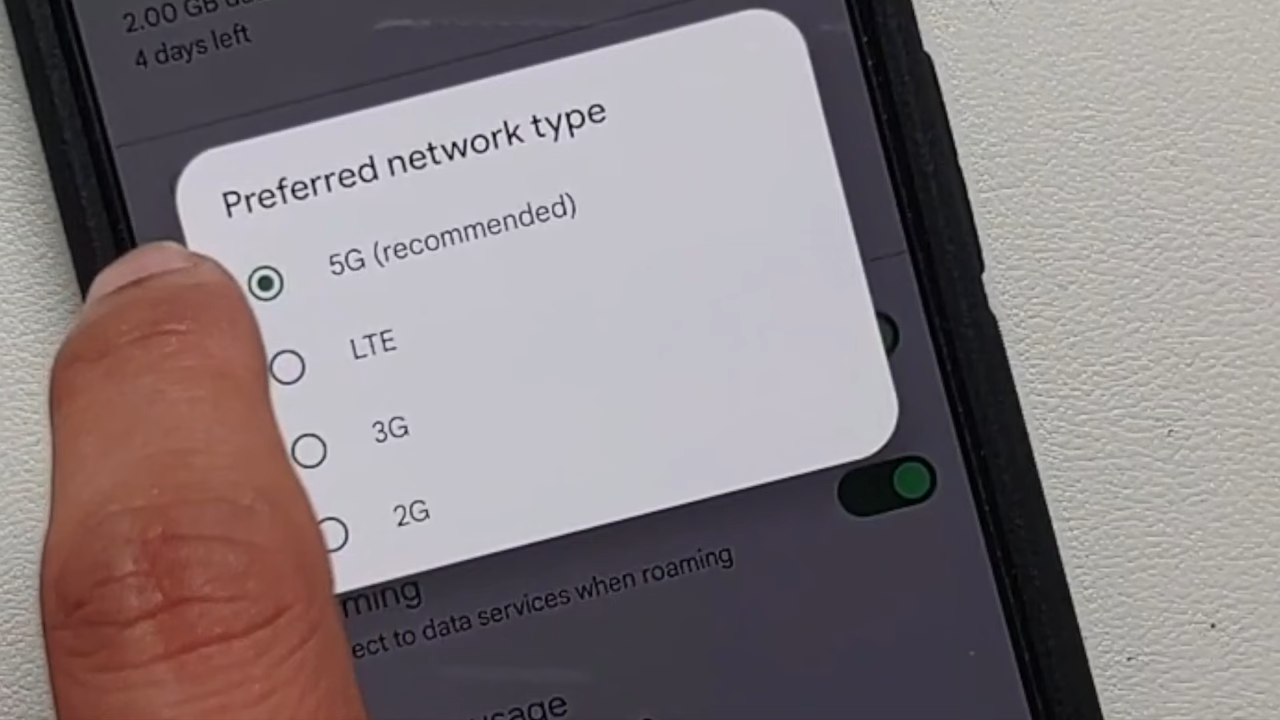 2.00 GB
4 days left
Preferred network type
5G (recommended)
LTE
3G
2G
ming
ect to data services when roaming
usage